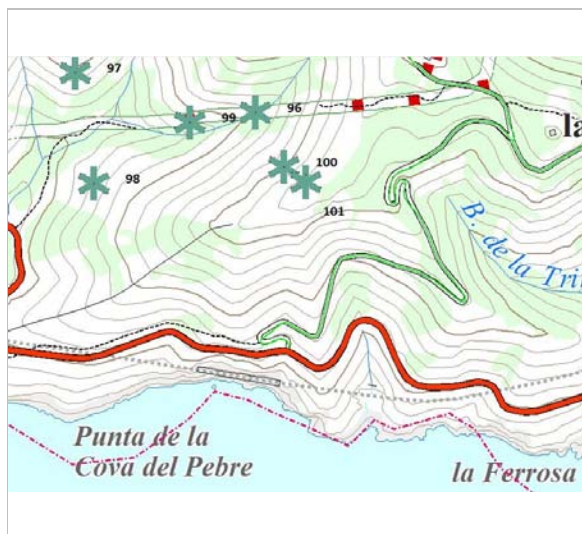 97
96
99
la
100
98
101
B. de la Tri
Punta de la
Cova del Pebre
la Ferrosa